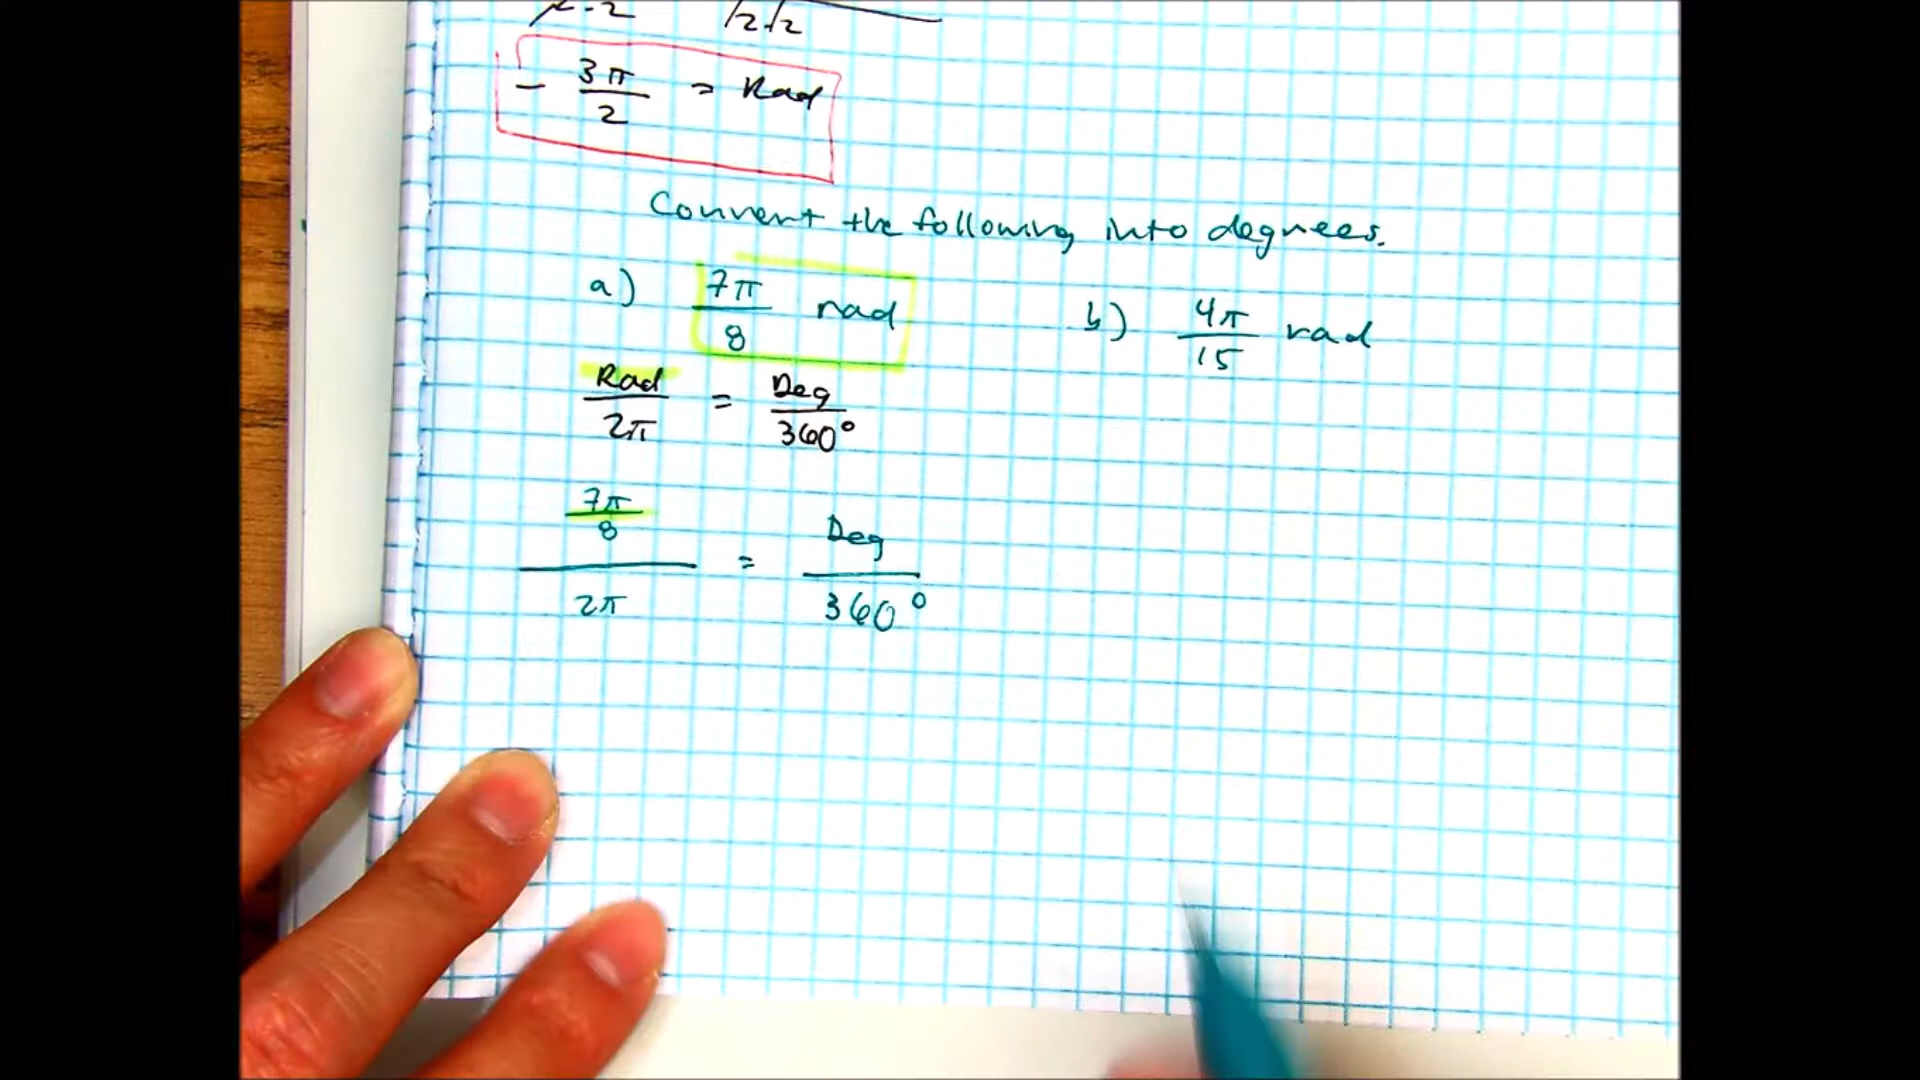 - 3π/2 = Rad
Convert the following into degrees.
a) 7π/8 rad
b) 4π/15 rad
Rad/2π = Deg/360°
7π/8 / 2π = Deg/360°